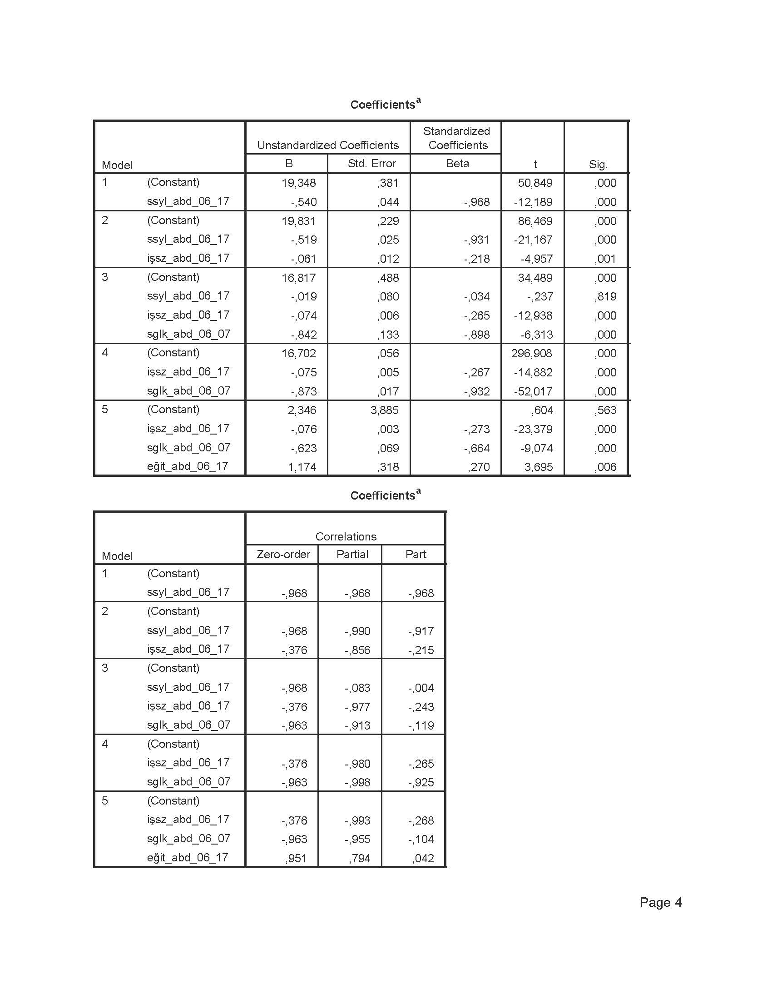 Coefficientsᵃ
Model Unstandardized Coefficients Standardized Coefficients t Sig.
B Std. Error Beta
1 (Constant) 19,348 ,381 50,849 ,000
ssyl_abd_06_17 -,540 ,044 -,968 -12,189 ,000
2 (Constant) 19,831 ,229 86,469 ,000
ssyl_abd_06_17 -,519 ,025 -,931 -21,167 ,000
işsz_abd_06_17 -,061 ,012 -,218 -4,957 ,001
3 (Constant) 16,817 ,488 34,489 ,000
ssyl_abd_06_17 -,019 ,080 -,034 -,237 ,819
işsz_abd_06_17 -,074 ,006 -,265 -12,938 ,000
sglk_abd_06_07 -,842 ,133 -,898 -6,313 ,000
4 (Constant) 16,702 ,056 296,908 ,000
işsz_abd_06_17 -,075 ,005 -,267 -14,882 ,000
sglk_abd_06_07 -,873 ,017 -,932 -52,017 ,000
5 (Constant) 2,346 3,885 ,604 ,563
işsz_abd_06_17 -,076 ,003 -,273 -23,379 ,000
sglk_abd_06_07 -,623 ,069 -,664 -9,074 ,000
eğit_abd_06_17 1,174 ,318 ,270 3,695 ,006
Coefficientsᵃ
Model Correlations
Zero-order Partial Part
1 (Constant)
ssyl_abd_06_17 -,968 -,968 -,968
2 (Constant)
ssyl_abd_06_17 -,968 -,990 -,917
işsz_abd_06_17 -,376 -,856 -,215
3 (Constant)
ssyl_abd_06_17 -,968 -,083 -,004
işsz_abd_06_17 -,376 -,977 -,243
sglk_abd_06_07 -,963 -,913 -,119
4 (Constant)
işsz_abd_06_17 -,376 -,980 -,265
sglk_abd_06_07 -,963 -,998 -,925
5 (Constant)
işsz_abd_06_17 -,376 -,993 -,268
sglk_abd_06_07 -,963 -,955 -,104
eğit_abd_06_17 ,951 ,794 ,042
Page 4